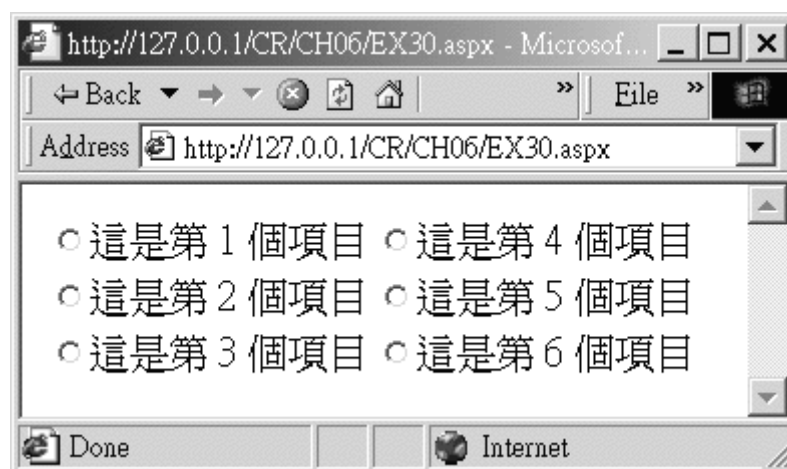 http://127.0.0.1/CR/CH06/EX30.aspx - Microsof...
Back » File »
Address http://127.0.0.1/CR/CH06/EX30.aspx
這是第 1 個項目 這是第 4 個項目
這是第 2 個項目 這是第 5 個項目
這是第 3 個項目 這是第 6 個項目
Done Internet